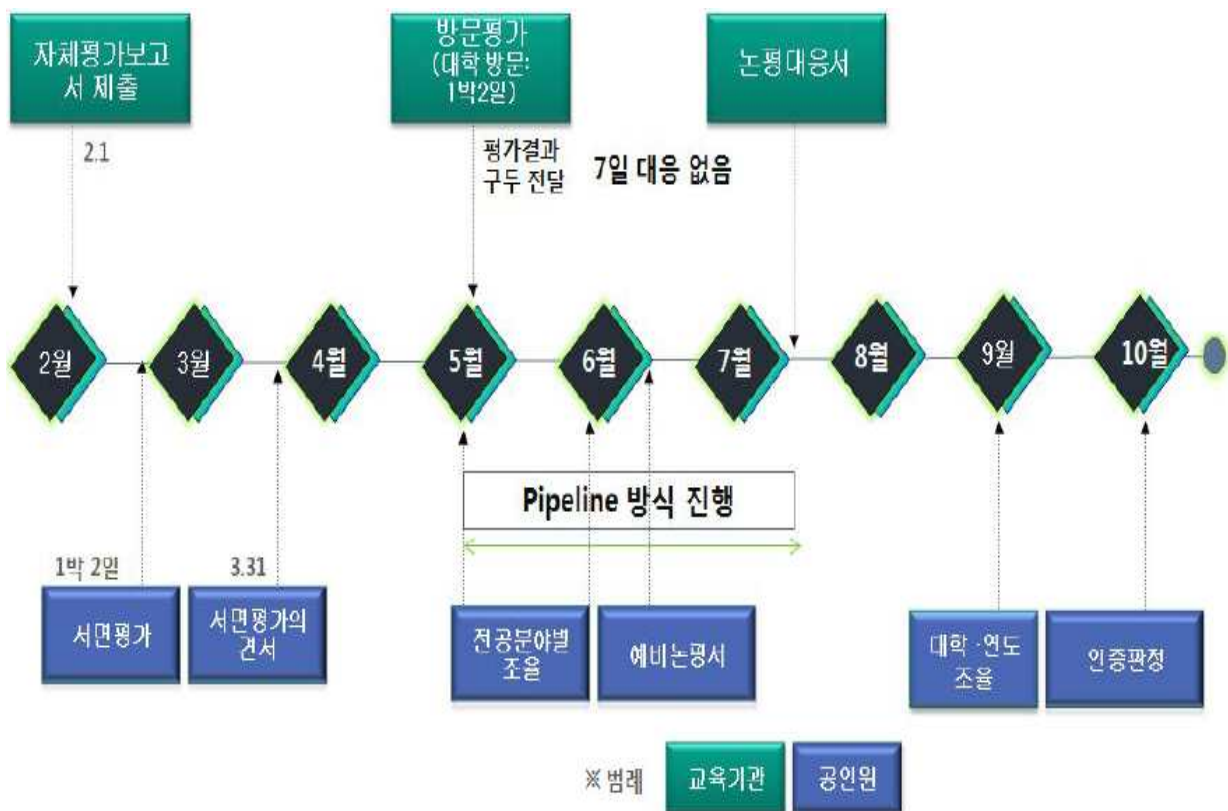 자체평가보고
서 제출
방문평가
(대학 방문:
1박2일)
논평대응서
2.1
평가결과
구두 전달
7일 대응 없음
2월
3월
4월
5월
6월
7월
8월
9월
10월
Pipeline 방식 진행
1박 2일
3.31
서면평가
서면평가의
견서
전공분야별
조율
예비논평서
대학·연도
조율
인증판정
※ 범례
교육기관
공인원